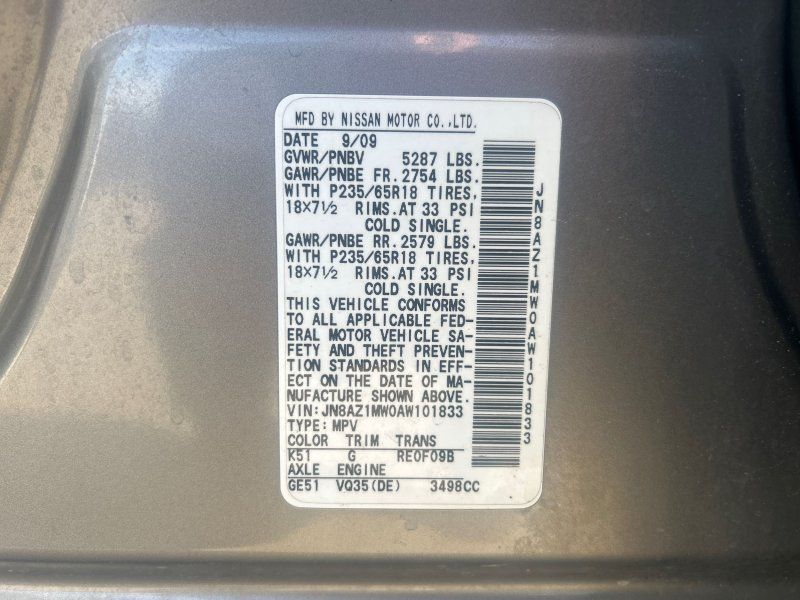 MFD BY NISSAN MOTOR CO.,LTD.
DATE 9/09
GVWR/PNBV 5287 LBS.
GAWR/PNBE FR.2754 LBS.
WITH P235/65R18 TIRES,
18×7½ RIMS.AT 33 PSI
COLD SINGLE.
GAWR/PNBE RR.2579 LBS.
WITH P235/65R18 TIRES,
18×7½ RIMS.AT 33 PSI
COLD SINGLE.
THIS VEHICLE CONFORMS
TO ALL APPLICABLE FED-
ERAL MOTOR VEHICLE SA-
FETY AND THEFT PREVEN-
TION STANDARDS IN EFF-
ECT ON THE DATE OF MA-
NUFACTURE SHOWN ABOVE.
VIN:JN8AZ1MW0AW101833
TYPE:MPV
COLOR TRIM TRANS
K51 G RE0F09B
AXLE ENGINE
GE51 VQ35(DE) 3498CC
JN8AZ1MW0AW101833